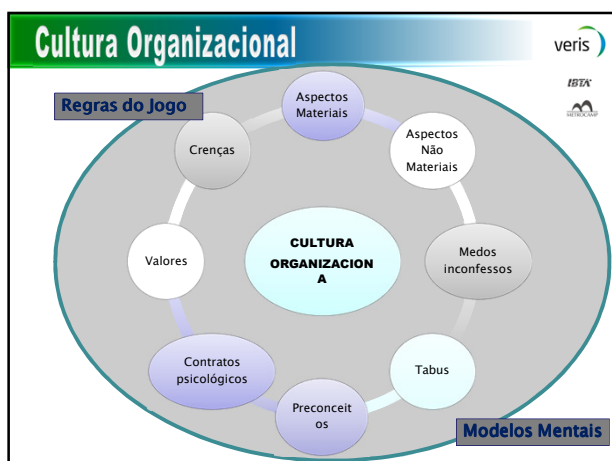 Cultura Organizacional
veris
IBTA
METROCAMP
Regras do Jogo
Aspectos
Materiais
Aspectos
Não
Materiais
Crenças
Medos
inconfessos
Valores
CULTURA
ORGANIZACION
A
Contratos
psicológicos
Tabus
Preconceit
os
Modelos Mentais